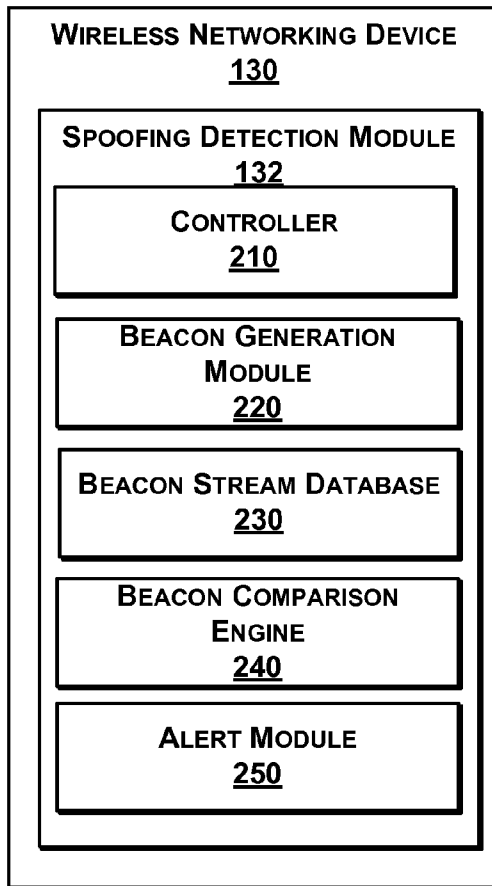 WIRELESS NETWORKING DEVICE
130
SPOOFING DETECTION MODULE
132
CONTROLLER
210
BEACON GENERATION
MODULE
220
BEACON STREAM DATABASE
230
BEACON COMPARISON
ENGINE
240
ALERT MODULE
250